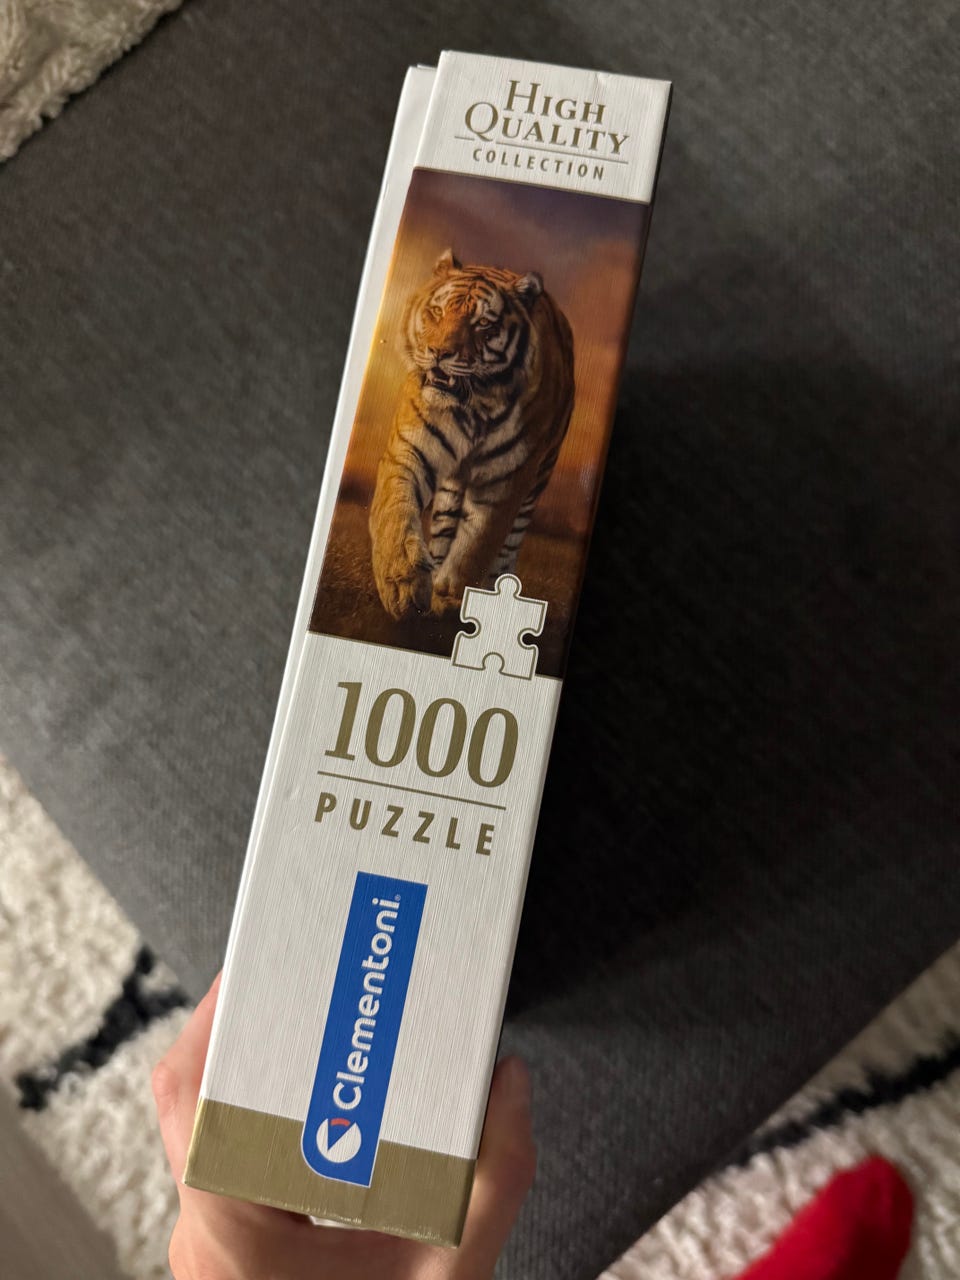 HIGH
QUALITY
COLLECTION
1000
PUZZLE
Clementoni®